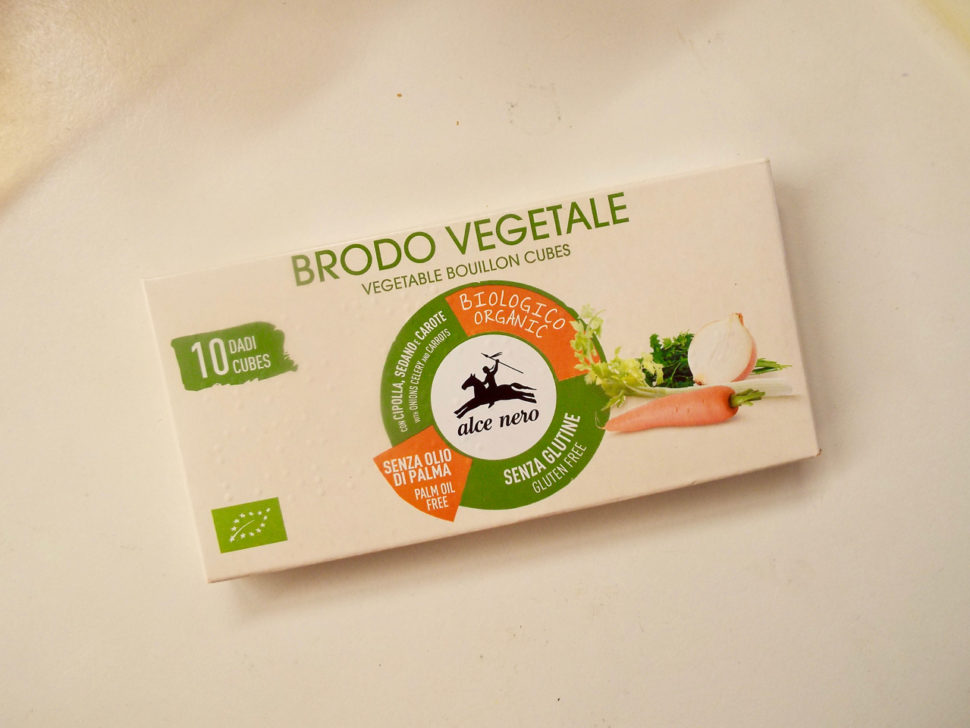 BRODO VEGETALE
VEGETABLE BOUILLON CUBES
10 DADI
CUBES
BIOLOGICO
ORGANIC
CON CIPOLLA, SEDANO E CAROTE
WITH ONIONS CELERY AND CARROTS
alce nero
SENZA OLIO
DI PALMA
PALM OIL
FREE
SENZA GLUTINE
GLUTEN FREE